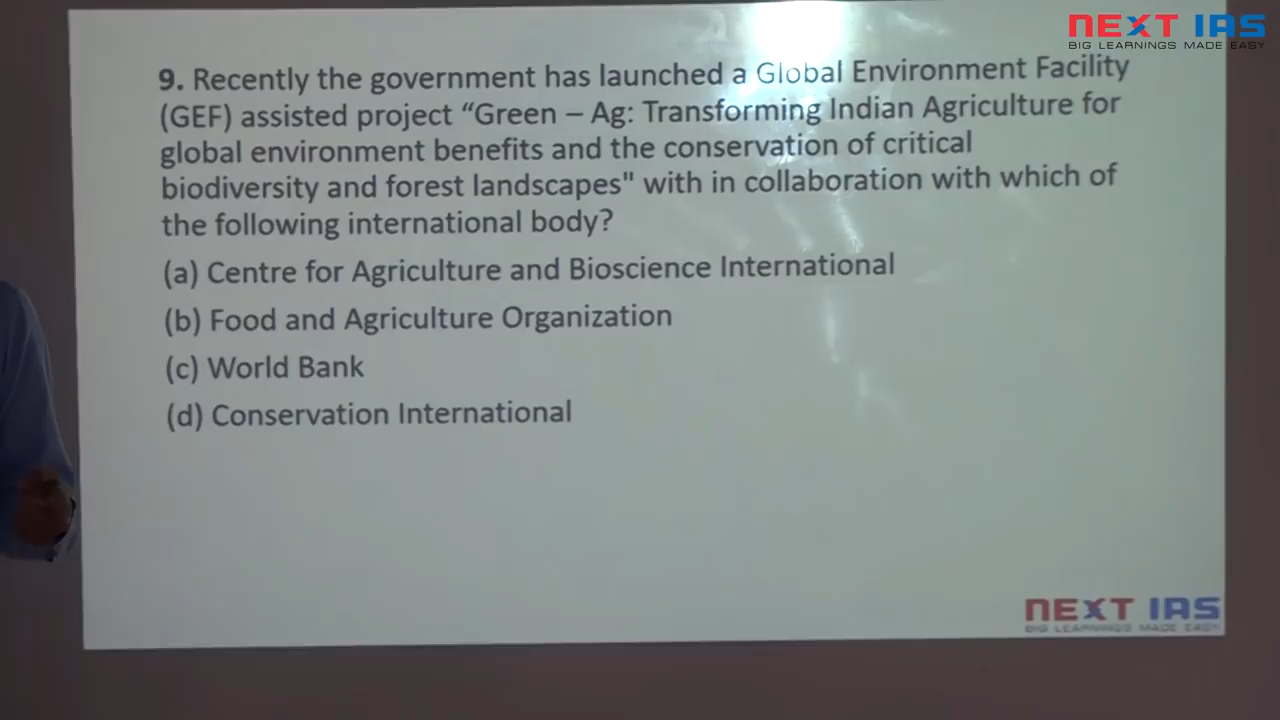 NEXT IAS
BIG LEARNINGS MADE EASY
9. Recently the government has launched a Global Environment Facility
(GEF) assisted project “Green – Ag: Transforming Indian Agriculture for
global environment benefits and the conservation of critical
biodiversity and forest landscapes" with in collaboration with which of
the following international body?
(a) Centre for Agriculture and Bioscience International
(b) Food and Agriculture Organization
(c) World Bank
(d) Conservation International
NEXT IAS
BIG LEARNINGS MADE EASY